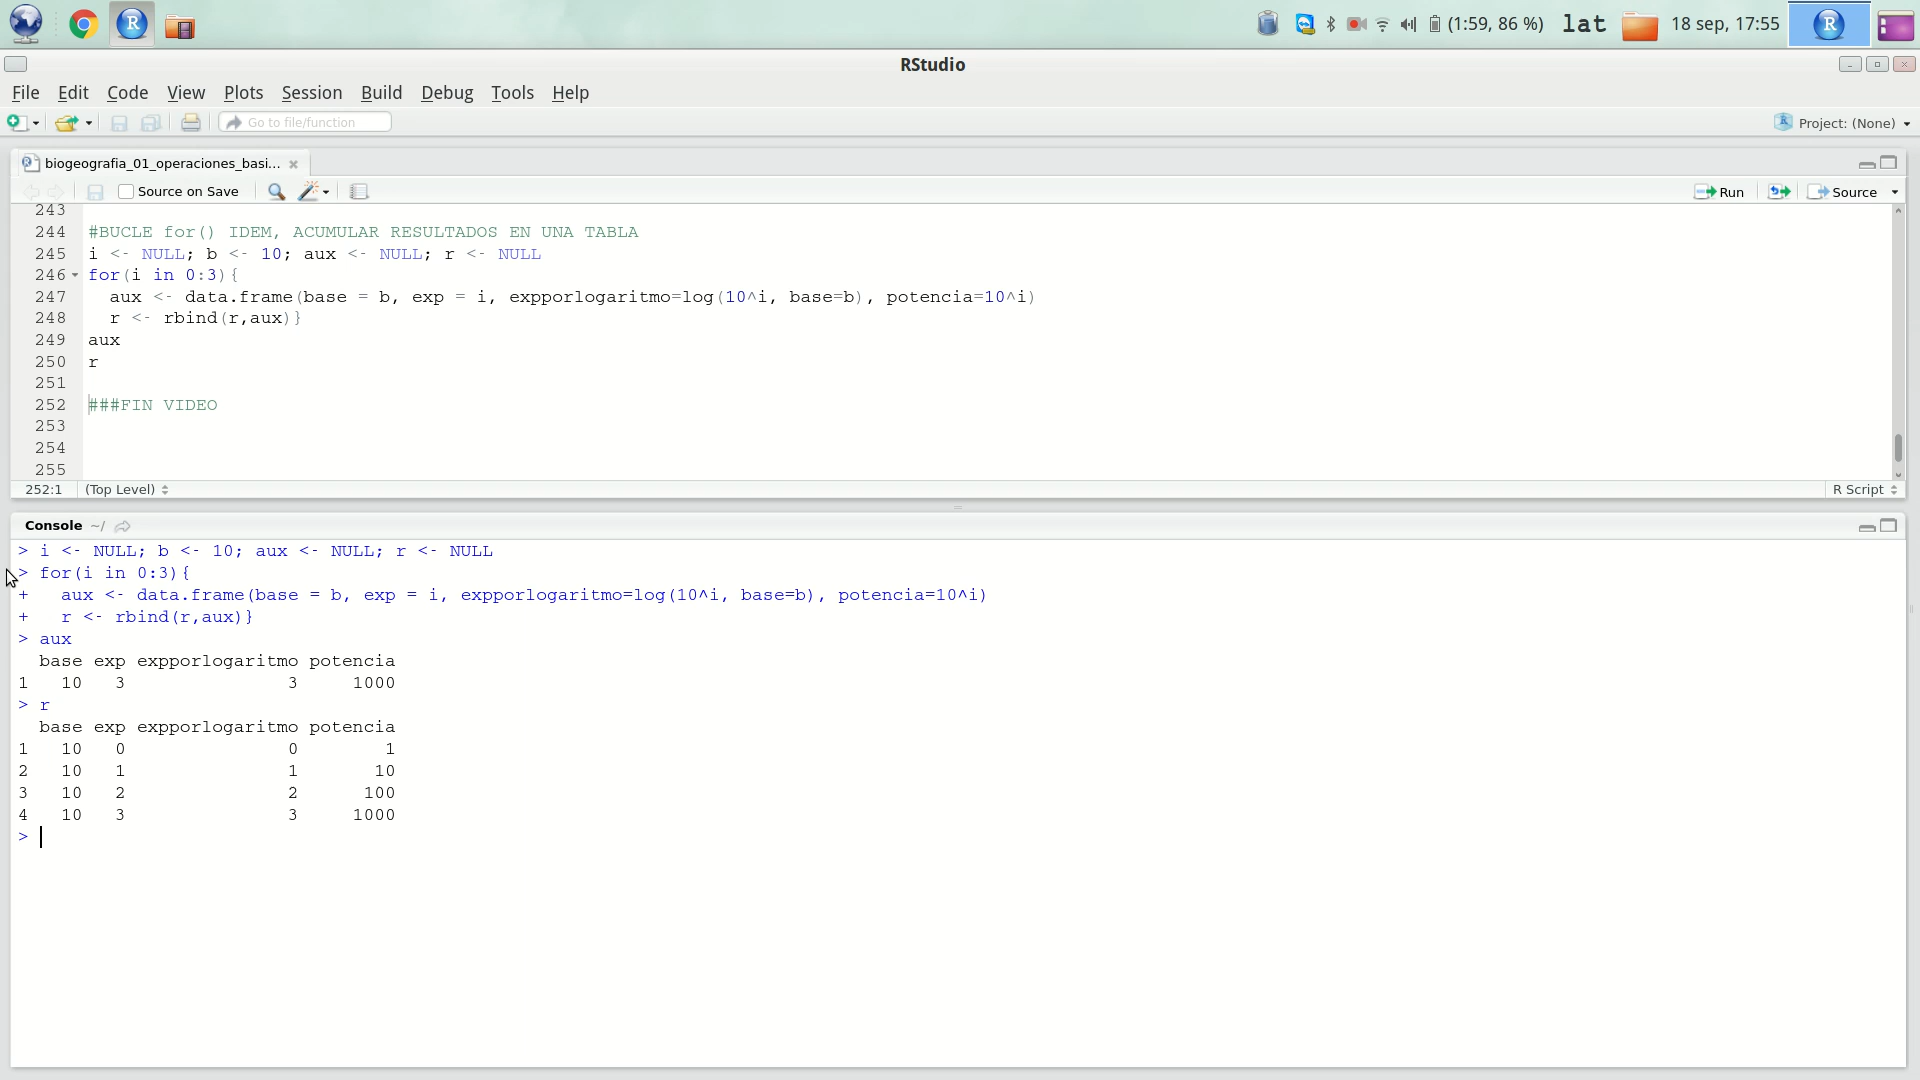 (1:59, 86 %) lat 18 sep, 17:55
RStudio
File Edit Code View Plots Session Build Debug Tools Help
Go to file/function Project: (None)
biogeografia_01_operaciones_basi...
Source on Save Run Source
243
244 #BUCLE for() IDEM, ACUMULAR RESULTADOS EN UNA TABLA
245 i <- NULL; b <- 10; aux <- NULL; r <- NULL
246 for(i in 0:3){
247   aux <- data.frame(base = b, exp = i, expporlogaritmo=log(10^i, base=b), potencia=10^i)
248   r <- rbind(r,aux)}
249 aux
250 r
251
252 ###FIN VIDEO
253
254
255
252:1 (Top Level) R Script
Console ~/
> i <- NULL; b <- 10; aux <- NULL; r <- NULL
> for(i in 0:3){
+   aux <- data.frame(base = b, exp = i, expporlogaritmo=log(10^i, base=b), potencia=10^i)
+   r <- rbind(r,aux)}
> aux
  base exp expporlogaritmo potencia
1   10   3               3     1000
> r
  base exp expporlogaritmo potencia
1   10   0               0        1
2   10   1               1       10
3   10   2               2      100
4   10   3               3     1000
>